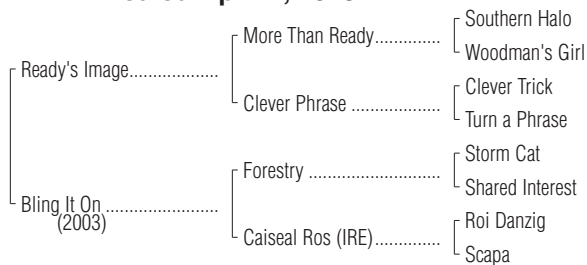 Southern Halo
More Than Ready
Woodman's Girl
Ready's Image
Clever Trick
Clever Phrase
Turn a Phrase
Storm Cat
Forestry
Shared Interest
Bling It On
(2003)
Roi Danzig
Caiseal Ros (IRE)
Scapa